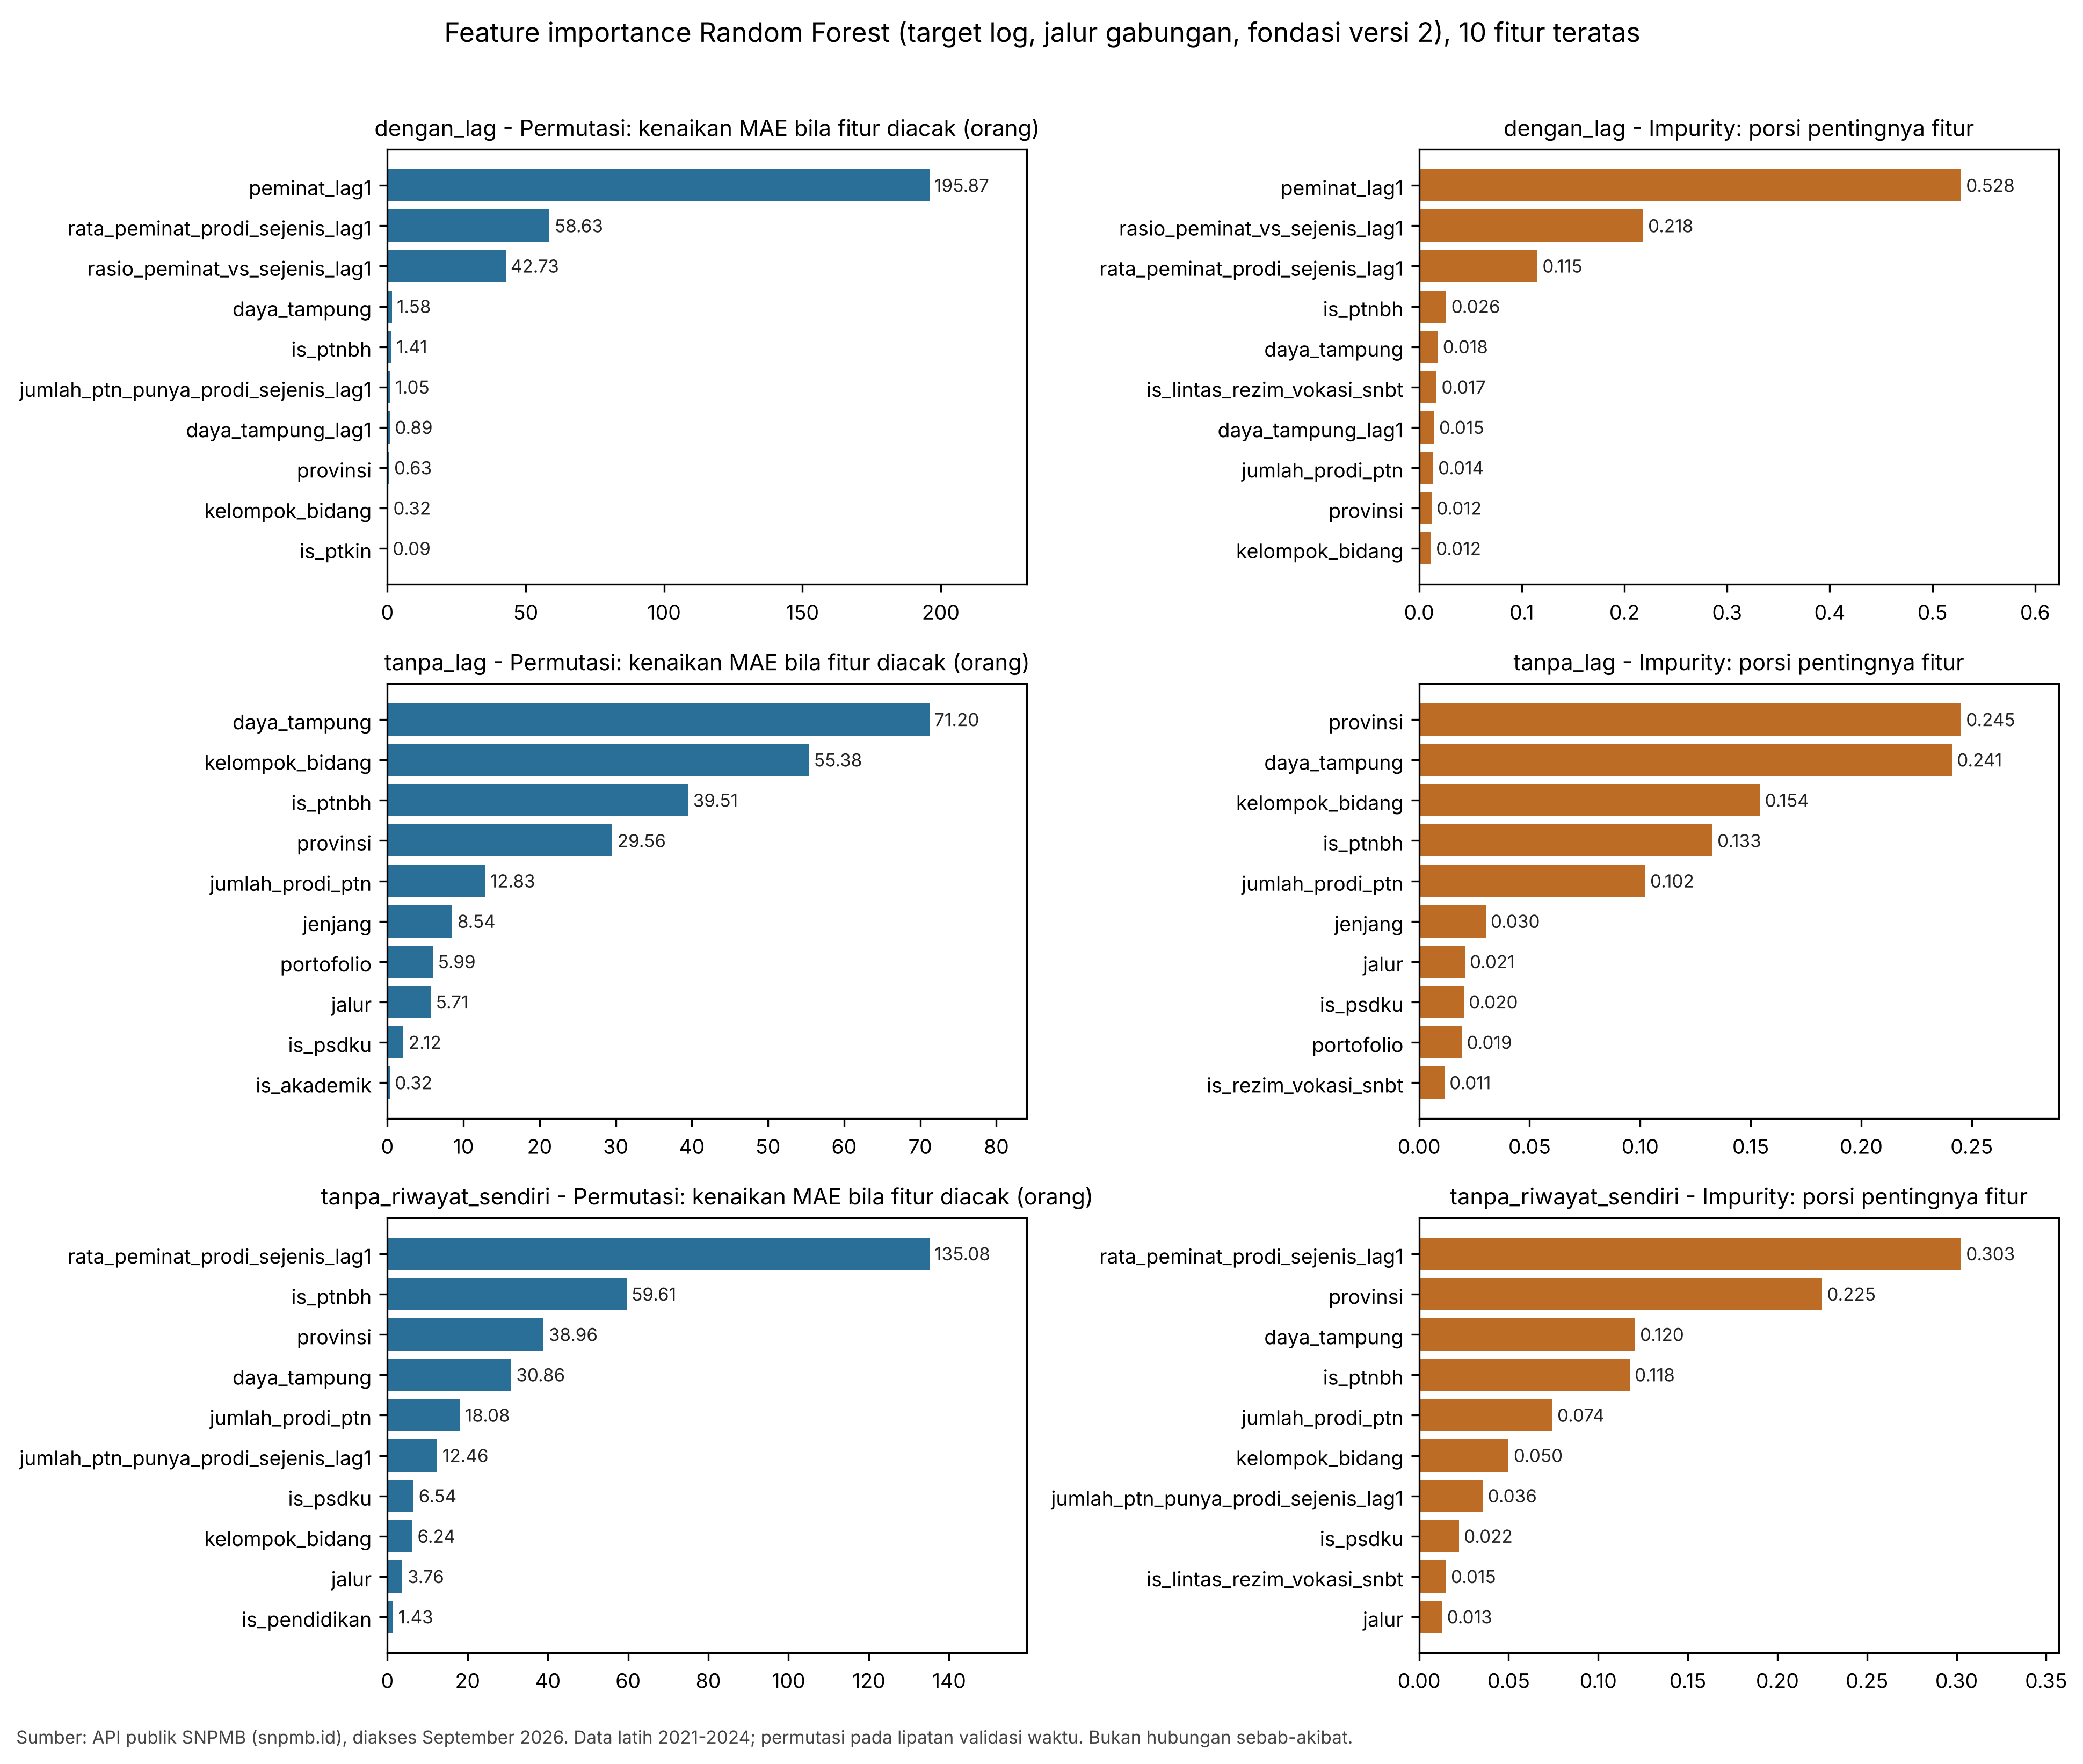 Feature importance Random Forest (target log, jalur gabungan, fondasi versi 2), 10 fitur teratas
dengan_lag - Permutasi: kenaikan MAE bila fitur diacak (orang)
peminat_lag1 195.87
rata_peminat_prodi_sejenis_lag1 58.63
rasio_peminat_vs_sejenis_lag1 42.73
daya_tampung 1.58
is_ptnbh 1.41
jumlah_ptn_punya_prodi_sejenis_lag1 1.05
daya_tampung_lag1 0.89
provinsi 0.63
kelompok_bidang 0.32
is_ptkin 0.09
0 50 100 150 200
dengan_lag - Impurity: porsi pentingnya fitur
peminat_lag1 0.528
rasio_peminat_vs_sejenis_lag1 0.218
rata_peminat_prodi_sejenis_lag1 0.115
is_ptnbh 0.026
daya_tampung 0.018
is_lintas_rezim_vokasi_snbt 0.017
daya_tampung_lag1 0.015
jumlah_prodi_ptn 0.014
provinsi 0.012
kelompok_bidang 0.012
0.0 0.1 0.2 0.3 0.4 0.5 0.6
tanpa_lag - Permutasi: kenaikan MAE bila fitur diacak (orang)
daya_tampung 71.20
kelompok_bidang 55.38
is_ptnbh 39.51
provinsi 29.56
jumlah_prodi_ptn 12.83
jenjang 8.54
portofolio 5.99
jalur 5.71
is_psdku 2.12
is_akademik 0.32
0 10 20 30 40 50 60 70 80
tanpa_lag - Impurity: porsi pentingnya fitur
provinsi 0.245
daya_tampung 0.241
kelompok_bidang 0.154
is_ptnbh 0.133
jumlah_prodi_ptn 0.102
jenjang 0.030
jalur 0.021
is_psdku 0.020
portofolio 0.019
is_rezim_vokasi_snbt 0.011
0.00 0.05 0.10 0.15 0.20 0.25
tanpa_riwayat_sendiri - Permutasi: kenaikan MAE bila fitur diacak (orang)
rata_peminat_prodi_sejenis_lag1 135.08
is_ptnbh 59.61
provinsi 38.96
daya_tampung 30.86
jumlah_prodi_ptn 18.08
jumlah_ptn_punya_prodi_sejenis_lag1 12.46
is_psdku 6.54
kelompok_bidang 6.24
jalur 3.76
is_pendidikan 1.43
0 20 40 60 80 100 120 140
tanpa_riwayat_sendiri - Impurity: porsi pentingnya fitur
rata_peminat_prodi_sejenis_lag1 0.303
provinsi 0.225
daya_tampung 0.120
is_ptnbh 0.118
jumlah_prodi_ptn 0.074
kelompok_bidang 0.050
jumlah_ptn_punya_prodi_sejenis_lag1 0.036
is_psdku 0.022
is_lintas_rezim_vokasi_snbt 0.015
jalur 0.013
0.00 0.05 0.10 0.15 0.20 0.25 0.30 0.35
Sumber: API publik SNPMB (snpmb.id), diakses September 2026. Data latih 2021-2024; permutasi pada lipatan validasi waktu. Bukan hubungan sebab-akibat.